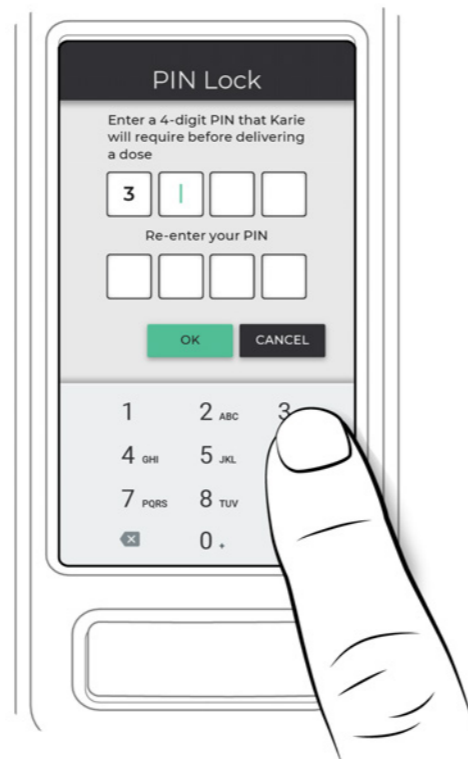 PIN Lock
Enter a 4-digit PIN that Karie
will require before delivering
a dose
3
Re-enter your PIN
OK CANCEL
1 2 ABC 3
4 GHI 5 JKL
7 PQRS 8 TUV
0 +